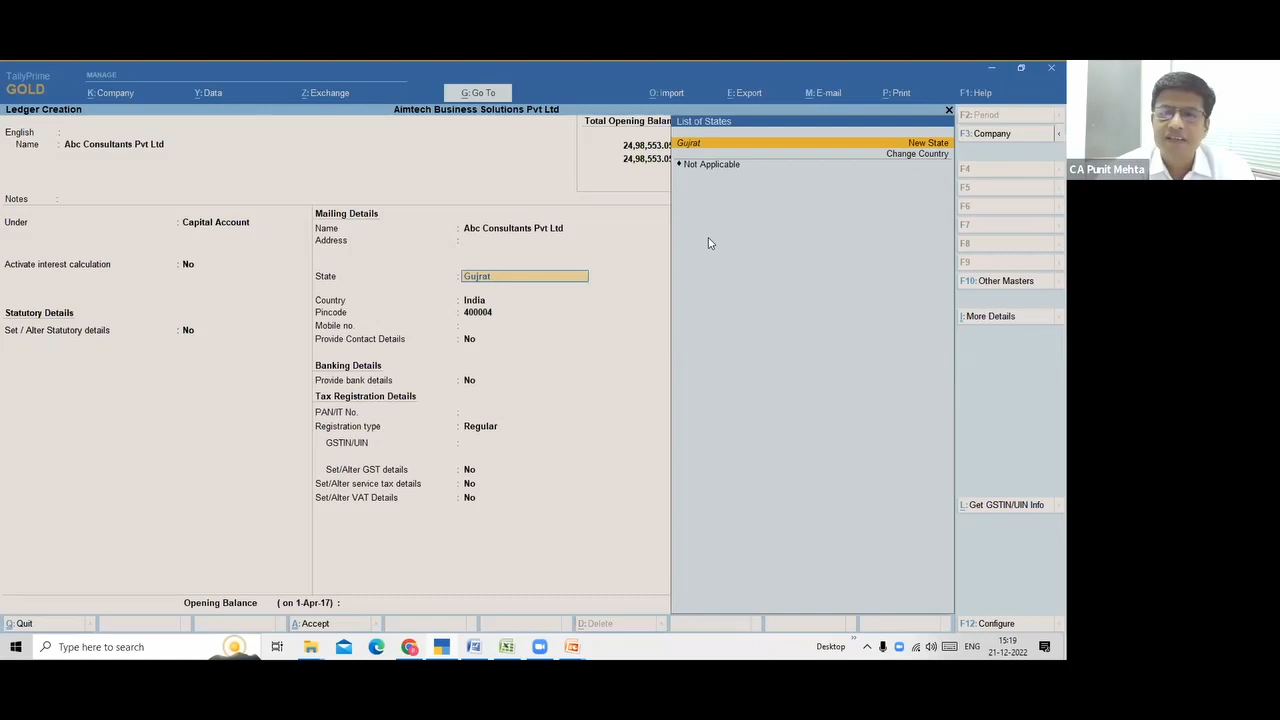 TallyPrime
GOLD
MANAGE
K: Company
Y: Data
Z: Exchange
G: Go To
O: Import
E: Export
M: E-mail
P: Print
F1: Help
Ledger Creation
Aimtech Business Solutions Pvt Ltd
English :
Name : Abc Consultants Pvt Ltd
Total Opening Balan
24,98,553.05
24,98,553.05
Notes :
Under : Capital Account
Activate interest calculation : No
Statutory Details
Set / Alter Statutory details : No
Mailing Details
Name : Abc Consultants Pvt Ltd
Address :
State : Gujrat
Country : India
Pincode : 400004
Mobile no. :
Provide Contact Details : No
Banking Details
Provide bank details : No
Tax Registration Details
PAN/IT No. :
Registration type : Regular
GSTIN/UIN :
Set/Alter GST details : No
Set/Alter service tax details : No
Set/Alter VAT Details : No
Opening Balance ( on 1-Apr-17) :
List of States
Gujrat New State
Change Country
♦ Not Applicable
F2: Period
F3: Company
F4
F5
F6
F7
F8
F9
F10: Other Masters
I: More Details
L: Get GSTIN/UIN Info
F12: Configure
Q: Quit
A: Accept
D: Delete
Type here to search
Desktop
ENG
15:19
21-12-2022
C A Punit Mehta